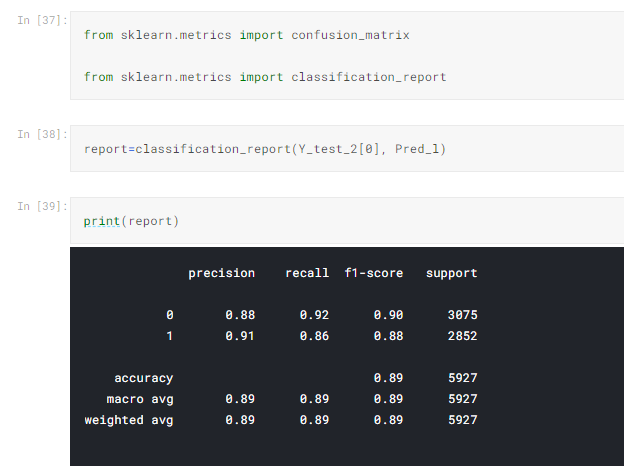 In [37]:
from sklearn.metrics import confusion_matrix
from sklearn.metrics import classification_report
In [38]:
report=classification_report(Y_test_2[0], Pred_l)
In [39]:
print(report)
precision recall f1-score support
0 0.88 0.92 0.90 3075
1 0.91 0.86 0.88 2852
accuracy 0.89 5927
macro avg 0.89 0.89 0.89 5927
weighted avg 0.89 0.89 0.89 5927